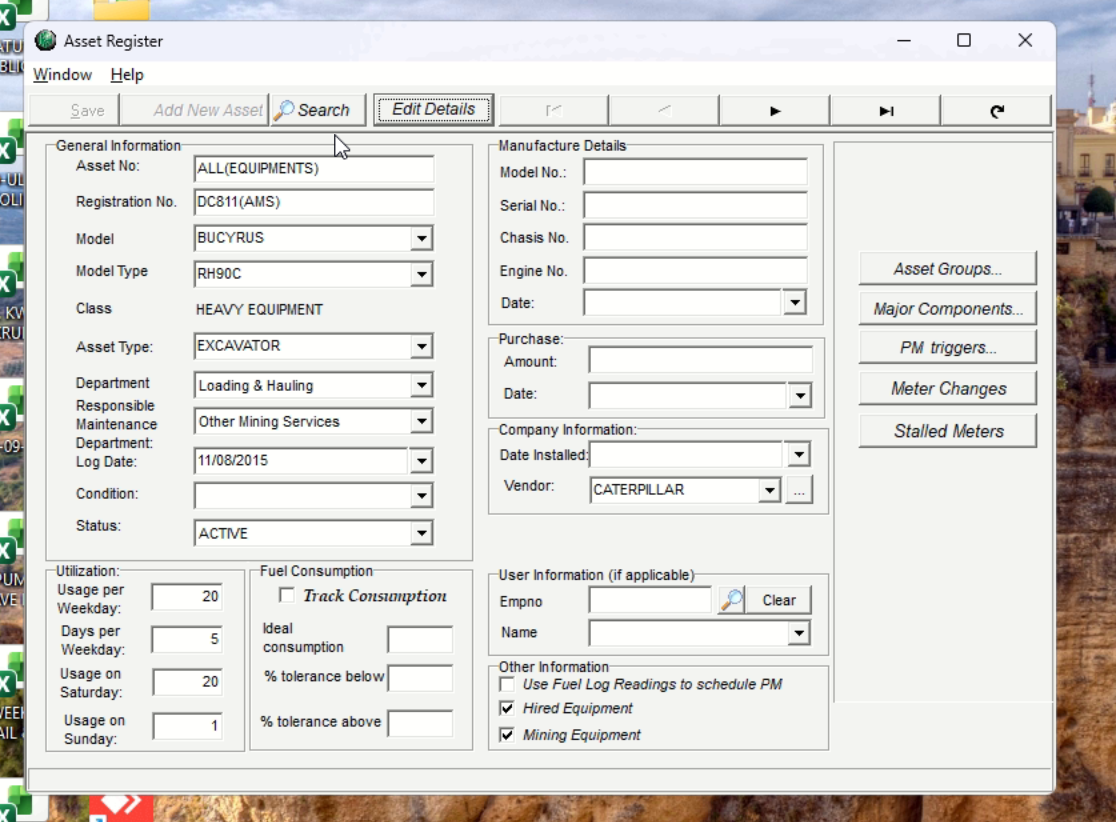 Asset Register
Window Help
Save Add New Asset Search Edit Details
General Information
Asset No: ALL(EQUIPMENTS)
Registration No. DC811(AMS)
Model BUCYRUS
Model Type RH90C
Class HEAVY EQUIPMENT
Asset Type: EXCAVATOR
Department Loading & Hauling
Responsible
Maintenance Other Mining Services
Department:
Log Date: 11/08/2015
Condition:
Status: ACTIVE
Utilization:
Usage per
Weekday: 20
Days per
Weekday: 5
Usage on
Saturday: 20
Usage on
Sunday: 1
Fuel Consumption
Track Consumption
Ideal
consumption
% tolerance below
% tolerance above
Manufacture Details
Model No.:
Serial No.:
Chasis No.
Engine No.
Date:
Purchase:
Amount:
Date:
Company Information:
Date Installed:
Vendor: CATERPILLAR ...
User Information (if applicable)
Empno Clear
Name
Other Information
Use Fuel Log Readings to schedule PM
Hired Equipment
Mining Equipment
Asset Groups...
Major Components...
PM triggers...
Meter Changes
Stalled Meters